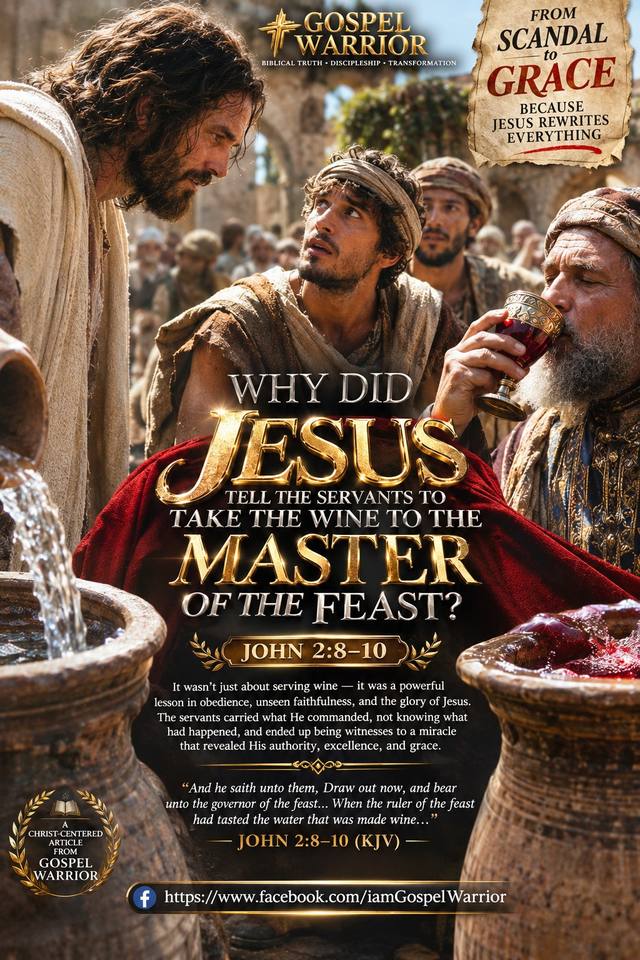 GOSPEL
WARRIOR
BIBLICAL TRUTH • DISCIPLESHIP • TRANSFORMATION
FROM
SCANDAL
to
GRACE
BECAUSE
JESUS REWRITES
EVERYTHING
WHY DID
JESUS
TELL THE SERVANTS TO
TAKE THE WINE TO THE
MASTER
OF THE FEAST?
JOHN 2:8–10
It wasn't just about serving wine — it was a powerful
lesson in obedience, unseen faithfulness, and the glory of Jesus.
The servants carried what He commanded, not knowing what
had happened, and ended up being witnesses to a miracle
that revealed His authority, excellence, and grace.
“And he saith unto them, Draw out now, and bear
unto the governor of the feast... When the ruler of the feast
had tasted the water that was made wine...”
JOHN 2:8–10 (KJV)
A
CHRIST-CENTERED
ARTICLE
FROM
GOSPEL
WARRIOR
f https://www.facebook.com/iamGospelWarrior